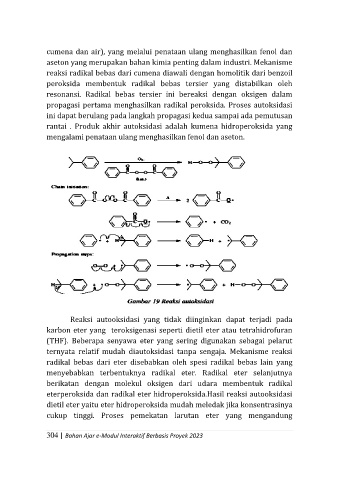 cumena dan air), yang melalui penataan ulang menghasilkan fenol dan
aseton yang merupakan bahan kimia penting dalam industri. Mekanisme
reaksi radikal bebas dari cumena diawali dengan homolitik dari benzoil
peroksida membentuk radikal bebas tersier yang distabilkan oleh
resonansi. Radikal bebas tersier ini bereaksi dengan oksigen dalam
propagasi pertama menghasilkan radikal peroksida. Proses autoksidasi
ini dapat berulang pada langkah propagasi kedua sampai ada pemutusan
rantai . Produk akhir autoksidasi adalah kumena hidroperoksida yang
mengalami penataan ulang menghasilkan fenol dan aseton.
O₂
H O O
O O
C O O C
(Init.)
Chain initiation:
O O
C O O C
Δ
2
O
C O •
O
C O •
• + CO₂
• + H
H + •
Propagation steps:
O O •
• O O
H + • O O
• + H O O
Gambar 19 Reaksi autoksidasi
Reaksi autooksidasi yang tidak diinginkan dapat terjadi pada
karbon eter yang teroksigenasi seperti dietil eter atau tetrahidrofuran
(THF). Beberapa senyawa eter yang sering digunakan sebagai pelarut
ternyata relatif mudah diautoksidasi tanpa sengaja. Mekanisme reaksi
radikal bebas dari eter disebabkan oleh spesi radikal bebas lain yang
menyebabkan terbentuknya radikal eter. Radikal eter selanjutnya
berikatan dengan molekul oksigen dari udara membentuk radikal
eterperoksida dan radikal eter hidroperoksida.Hasil reaksi autooksidasi
dietil eter yaitu eter hidroperoksida mudah meledak jika konsentrasinya
cukup tinggi. Proses pemekatan larutan eter yang mengandung
304 | Bahan Ajar e-Modul Interaktif Berbasis Proyek 2023